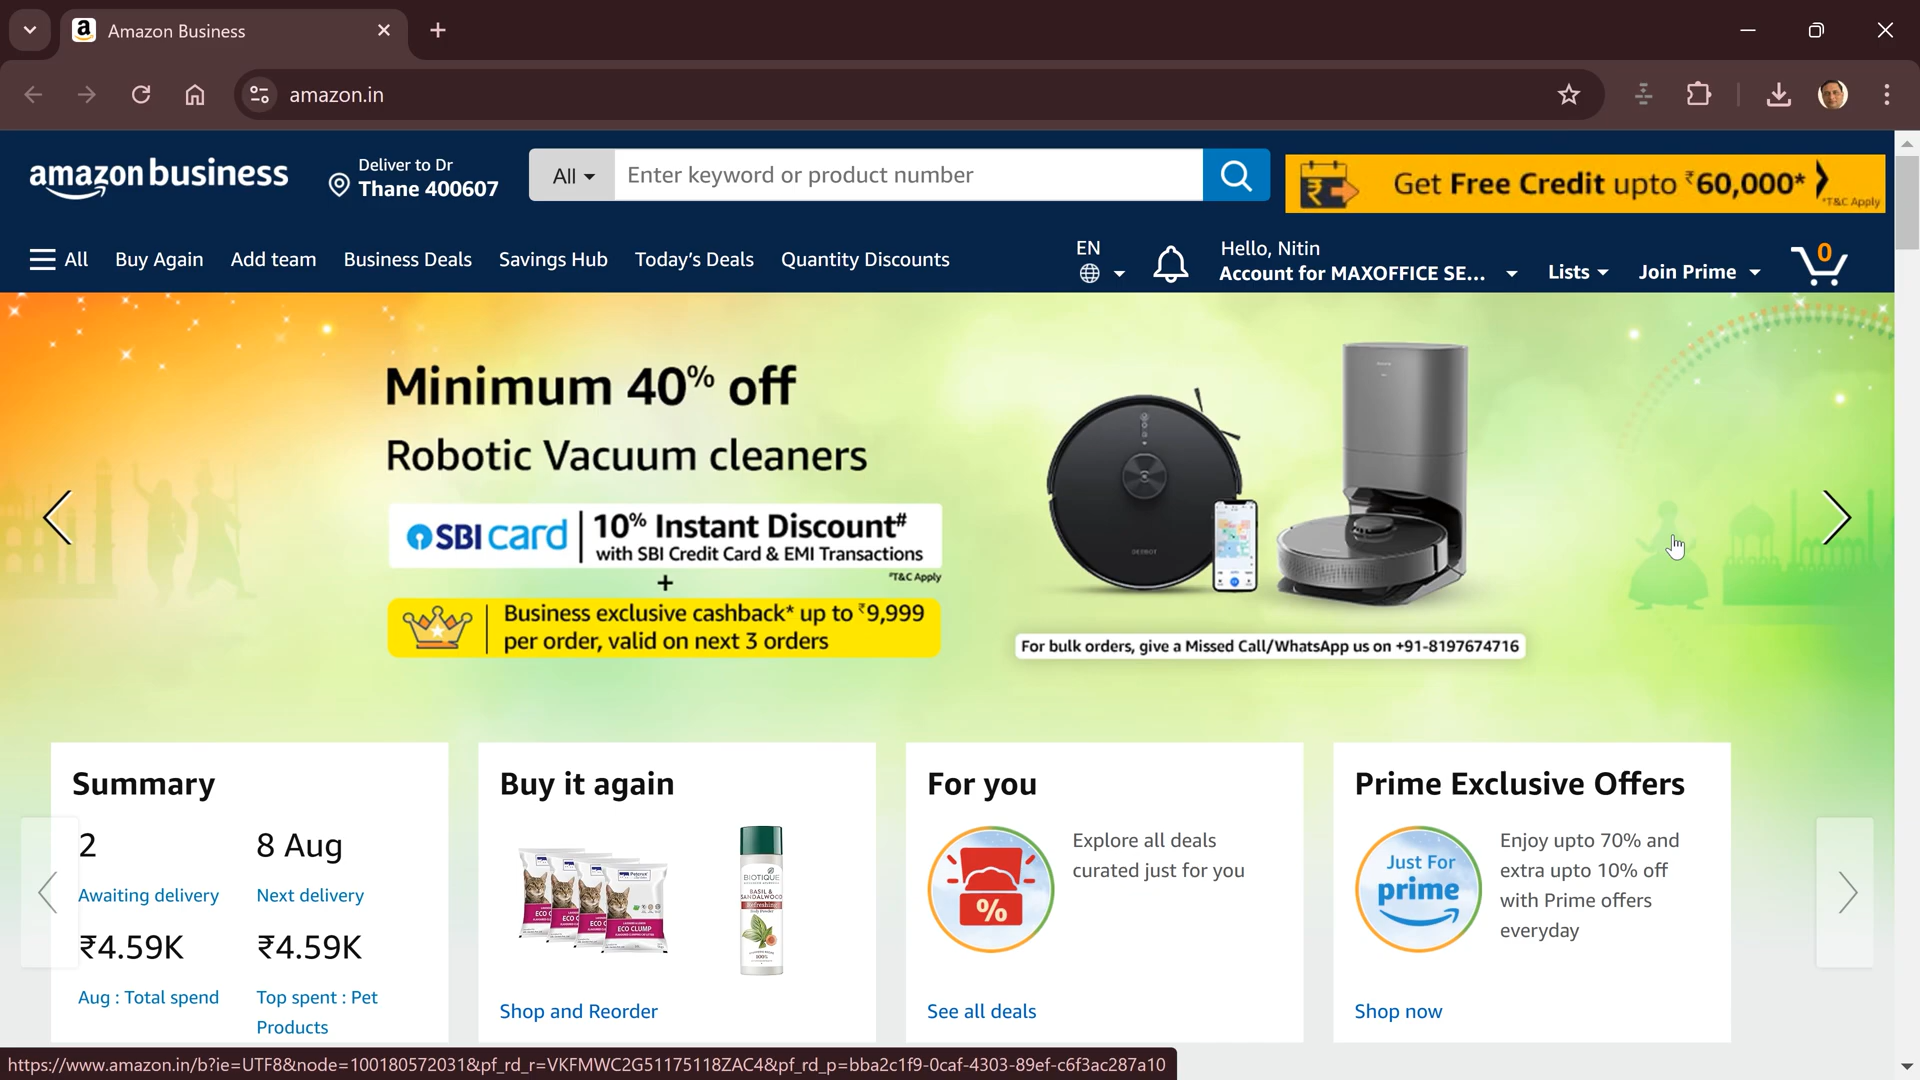 Amazon Business
amazon.in
amazon business
Deliver to Dr
Thane 400607
All
Enter keyword or product number
Get Free Credit upto ₹60,000*
*T&C Apply
All
Buy Again
Add team
Business Deals
Savings Hub
Today's Deals
Quantity Discounts
EN
Hello, Nitin
Account for MAXOFFICE SE...
Lists
Join Prime
0
Minimum 40% off
Robotic Vacuum cleaners
SBI card
10% Instant Discount#
with SBI Credit Card & EMI Transactions
#T&C Apply
+
Business exclusive cashback* up to ₹9,999
per order, valid on next 3 orders
For bulk orders, give a Missed Call/WhatsApp us on +91-8197674716
Summary
2
Awaiting delivery
8 Aug
Next delivery
₹4.59K
Aug : Total spend
₹4.59K
Top spent : Pet
Products
Buy it again
ECO CLUMP
BIOTIQUE
BASIL &
SANDALWOOD
Refreshing
Shop and Reorder
For you
%
Explore all deals
curated just for you
See all deals
Prime Exclusive Offers
Just For
prime
Enjoy upto 70% and
extra upto 10% off
with Prime offers
everyday
Shop now
https://www.amazon.in/b?ie=UTF8&node=100180572031&pf_rd_r=VKFMWC2G51175118ZAC4&pf_rd_p=bba2c1f9-0caf-4303-89ef-c6f3ac287a10